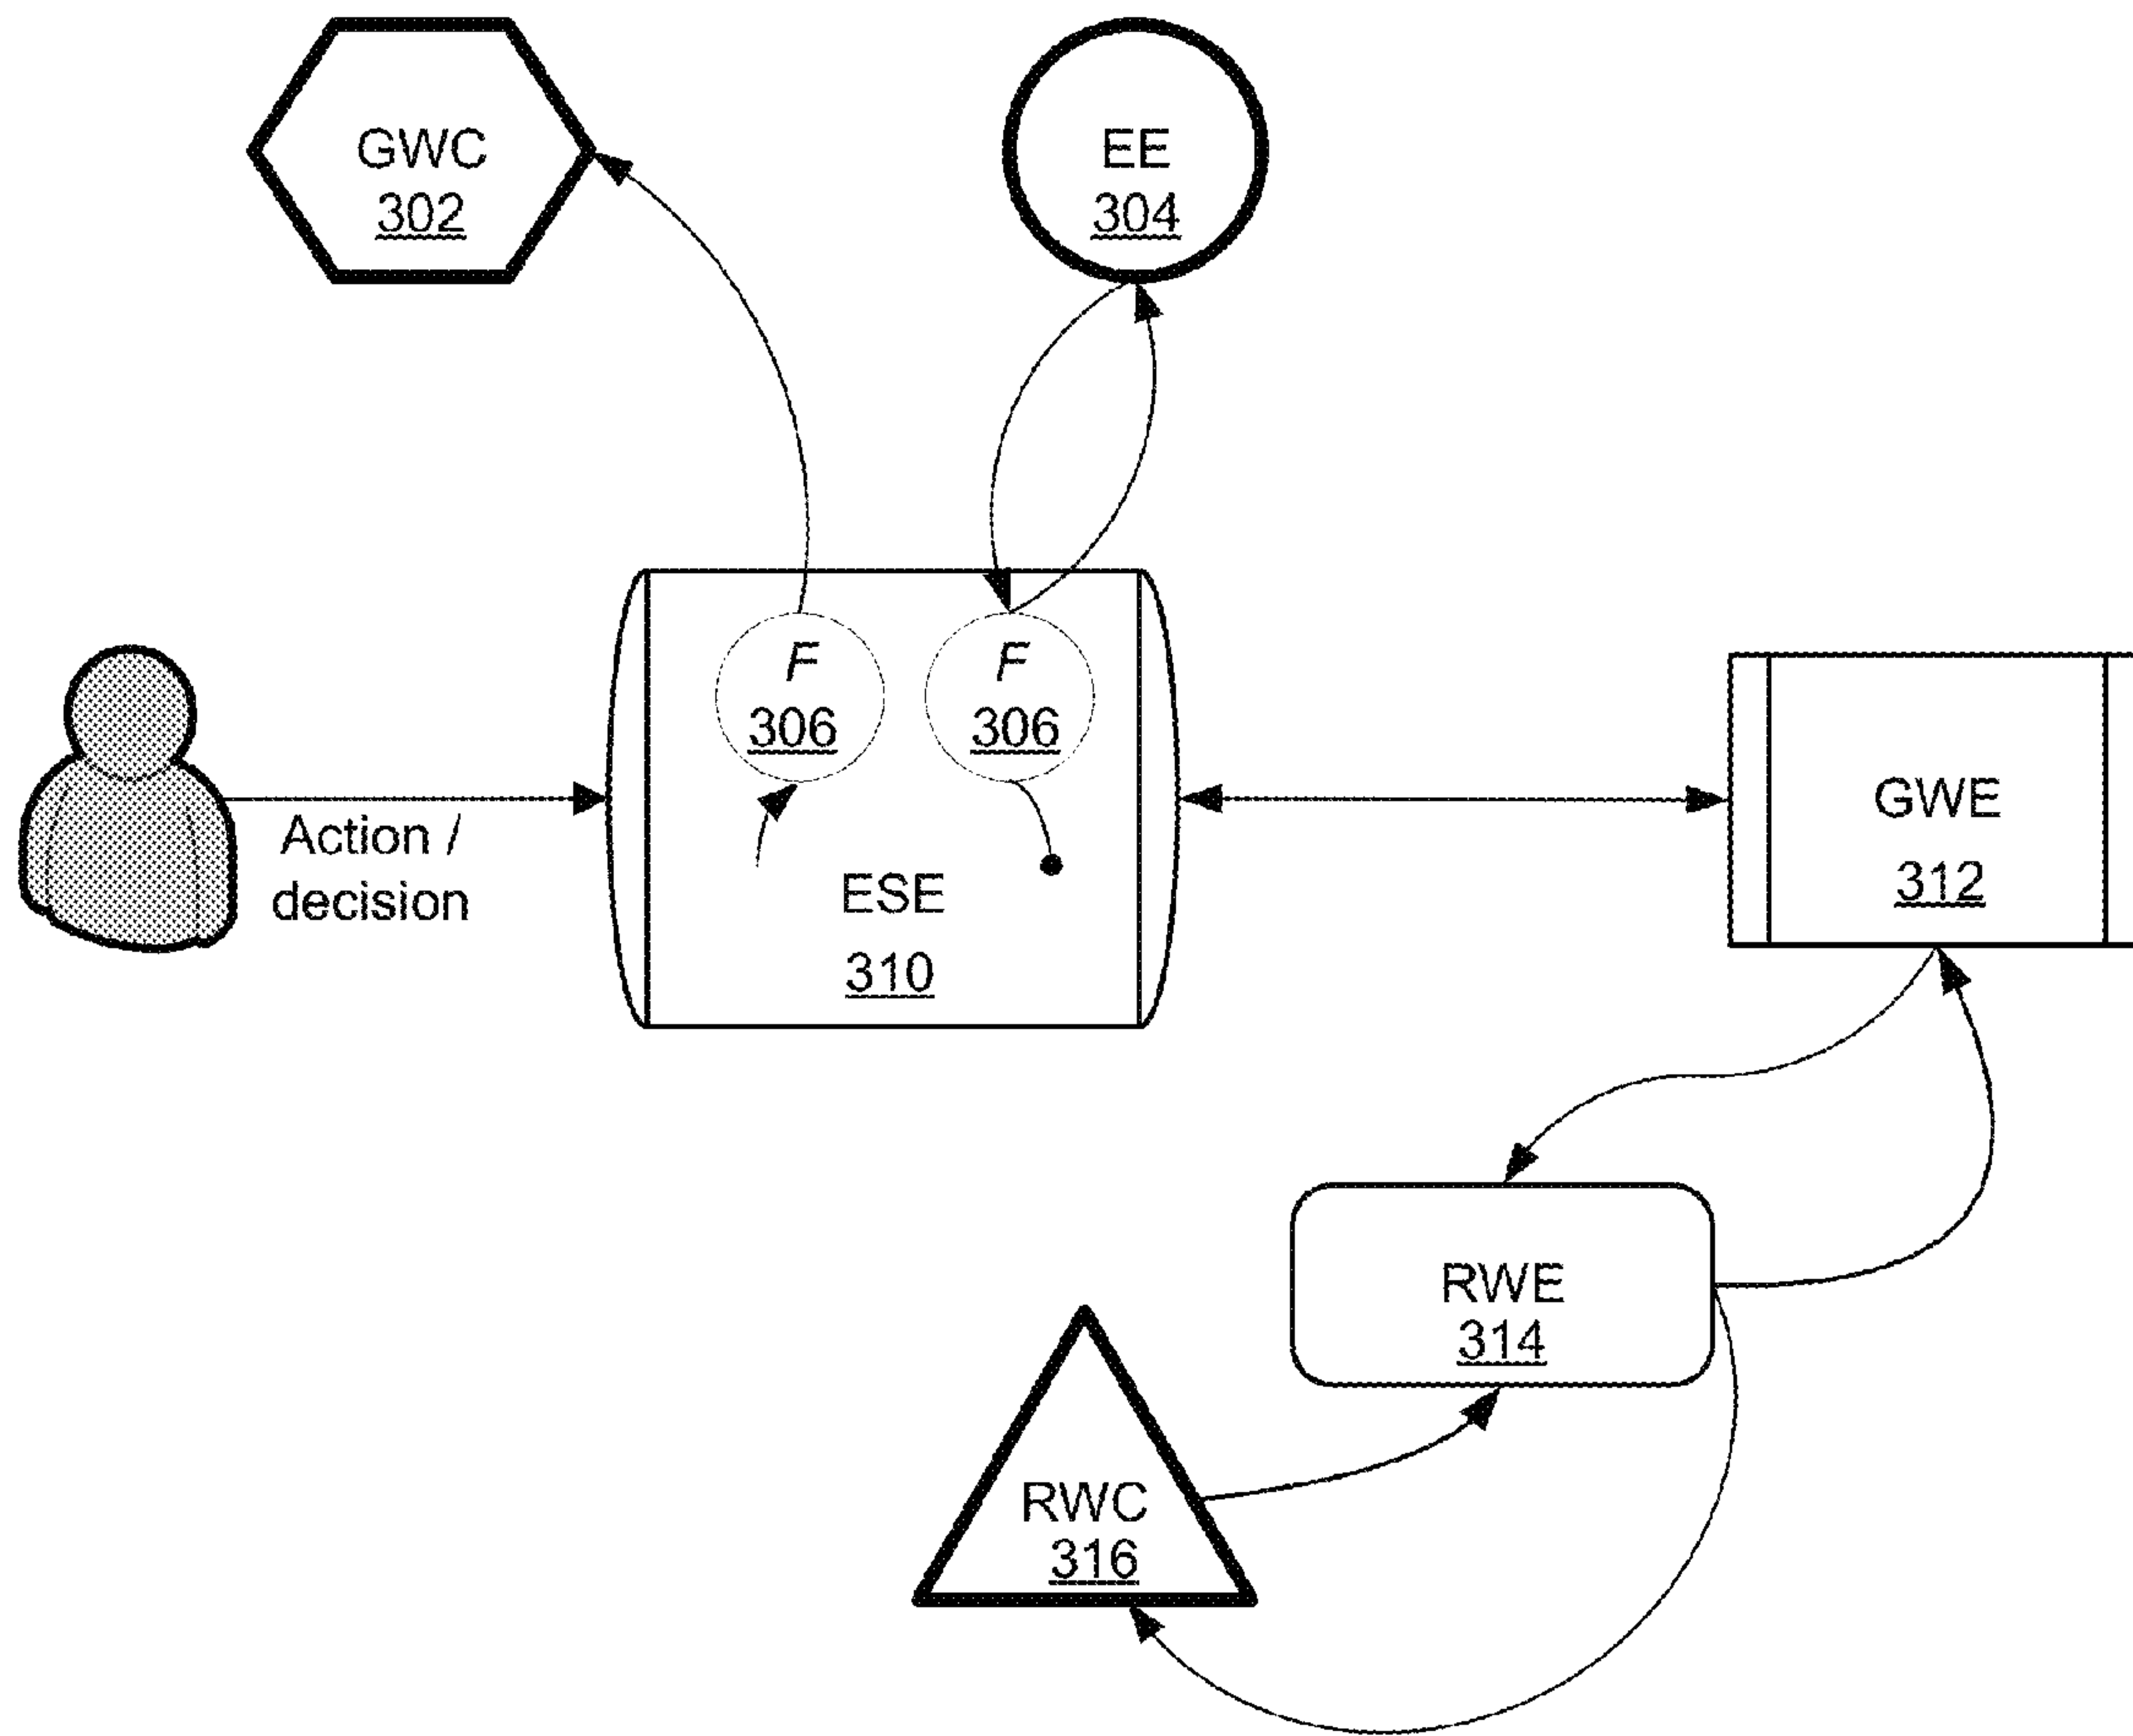 GWC
302
EE
304
F
306
F
306
Action /
decision
ESE
310
GWE
312
RWE
314
RWC
316